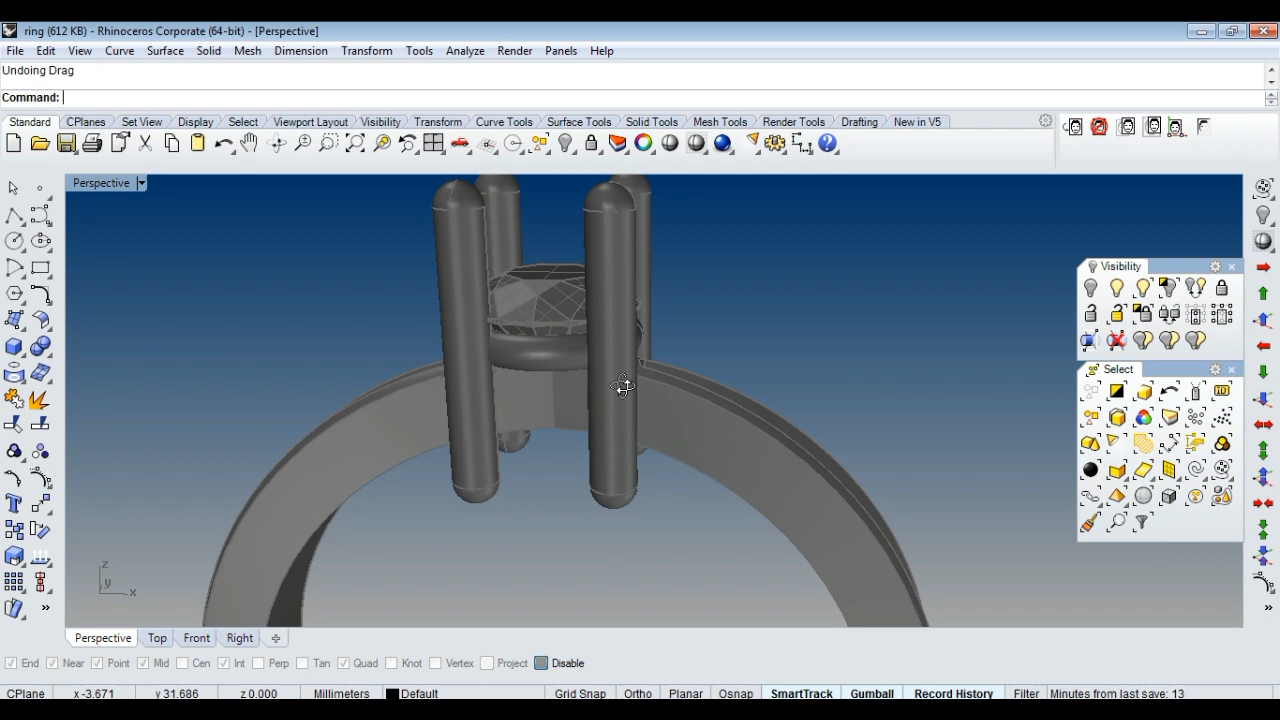 ring (612 KB) - Rhinoceros Corporate (64-bit) - [Perspective]
File Edit View Curve Surface Solid Mesh Dimension Transform Tools Analyze Render Panels Help
Undoing Drag
Command:
Standard CPlanes Set View Display Select Viewport Layout Visibility Transform Curve Tools Surface Tools Solid Tools Mesh Tools Render Tools Drafting New in V5
Perspective
Visibility
Select
z
y
x
Perspective Top Front Right
End Near Point Mid Cen Int Perp Tan Quad Knot Vertex Project Disable
CPlane x -3.671 y 31.686 z 0.000 Millimeters Default Grid Snap Ortho Planar Osnap SmartTrack Gumball Record History Filter Minutes from last save: 13